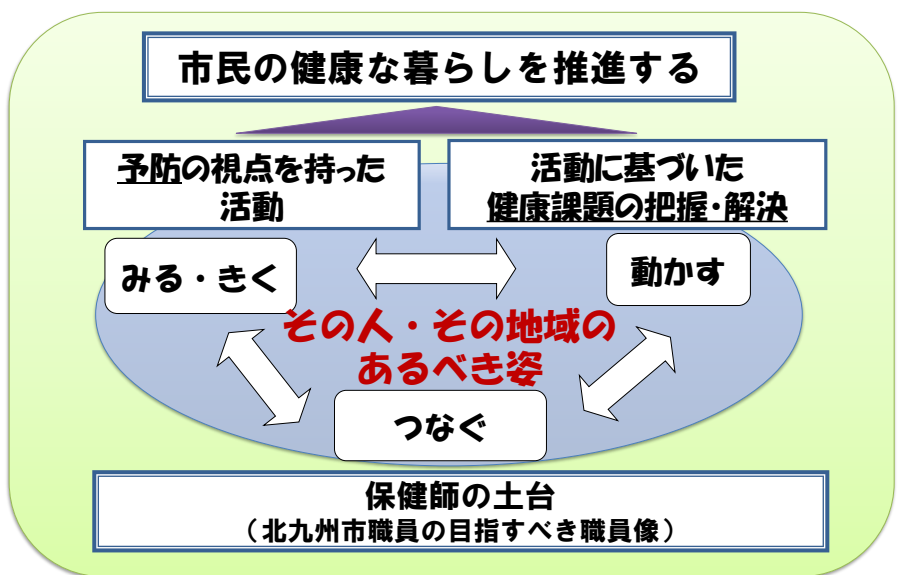 市民の健康な暮らしを推進する
予防の視点を持った
活動
活動に基づいた
健康課題の把握・解決
みる・きく
動かす
その人・その地域の
あるべき姿
つなぐ
保健師の土台
（北九州市職員の目指すべき職員像）